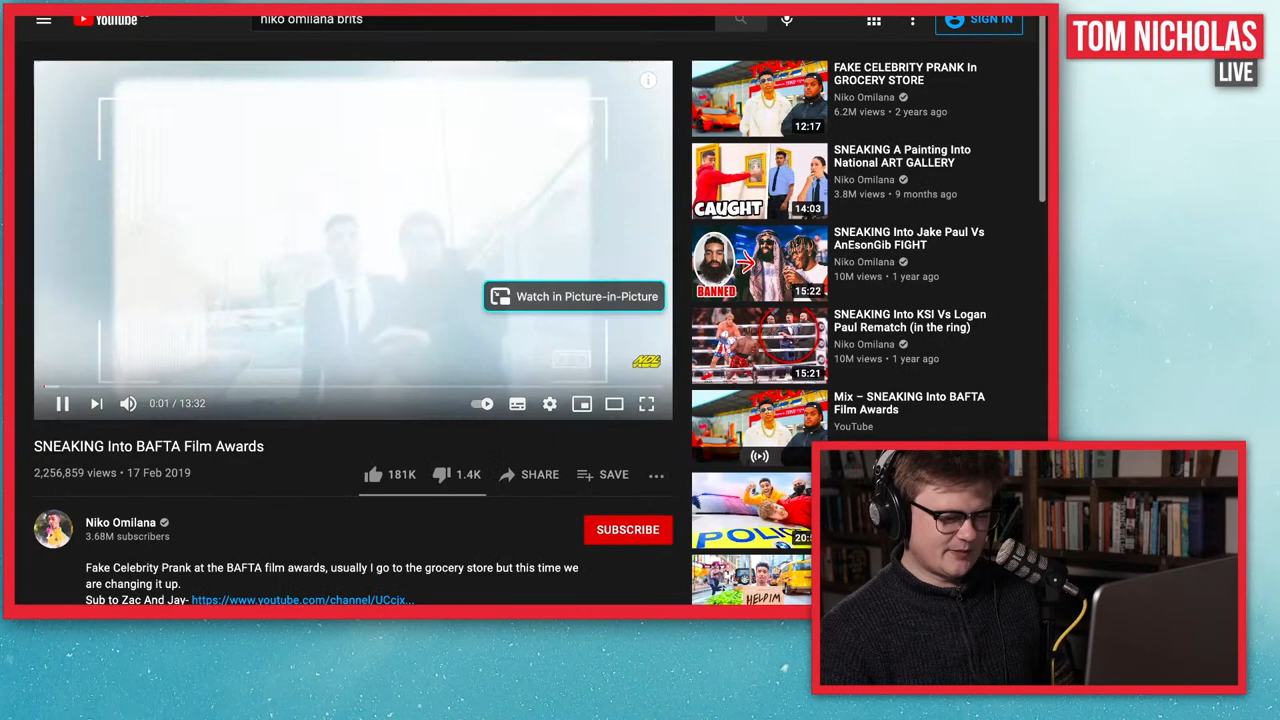 YouTube
niko omilana brits
SIGN IN
TOM NICHOLAS
LIVE
Watch in Picture-in-Picture
NDL
0:01 / 13:32
SNEAKING Into BAFTA Film Awards
2,256,859 views • 17 Feb 2019
181K
1.4K
SHARE
SAVE
Niko Omilana
3.68M subscribers
SUBSCRIBE
Fake Celebrity Prank at the BAFTA film awards, usually I go to the grocery store but this time we
are changing it up.
Sub to Zac And Jay- https://www.youtube.com/channel/UCcjx...
12:17
FAKE CELEBRITY PRANK In
GROCERY STORE
Niko Omilana
6.2M views • 2 years ago
CAUGHT
14:03
SNEAKING A Painting Into
National ART GALLERY
Niko Omilana
3.8M views • 9 months ago
BANNED
15:22
SNEAKING Into Jake Paul Vs
AnEsonGib FIGHT
Niko Omilana
10M views • 1 year ago
15:21
SNEAKING Into KSI Vs Logan
Paul Rematch (in the ring)
Niko Omilana
10M views • 1 year ago
Mix – SNEAKING Into BAFTA
Film Awards
YouTube
HELP IM